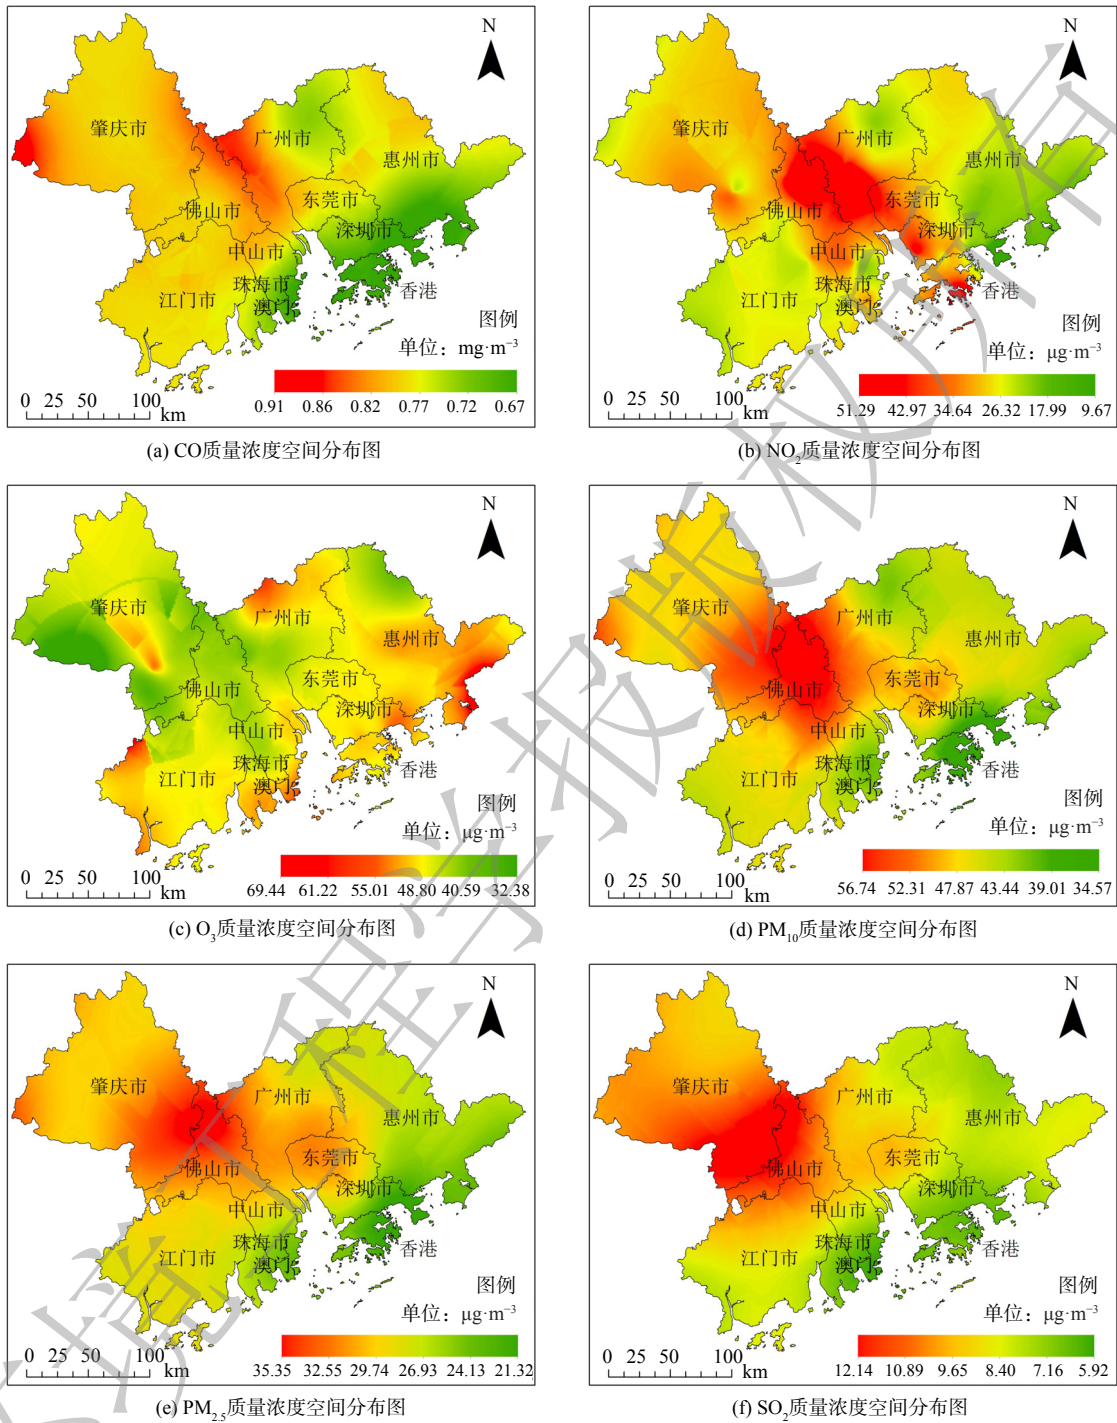 N
肇庆市
广州市
惠州市
佛山市
东莞市
深圳市
中山市
珠海市
江门市
澳门
香港
图例
单位：mg·m⁻³
0 50 100
km
0.91 0.86 0.82 0.77 0.72 0.67
(a) CO质量浓度空间分布图
N
肇庆市
广州市
惠州市
佛山市
东莞市
深圳市
中山市
珠海市
江门市
澳门
香港
图例
单位：μg·m⁻³
0 50 100
km
51.29 42.97 34.64 26.32 17.99 9.67
(b) NO₂质量浓度空间分布图
N
肇庆市
广州市
惠州市
佛山市
东莞市
深圳市
中山市
珠海市
江门市
澳门
香港
图例
单位：μg·m⁻³
0 50 100
km
69.44 61.22 55.01 48.80 40.59 32.38
(c) O₃质量浓度空间分布图
N
肇庆市
广州市
惠州市
佛山市
东莞市
深圳市
中山市
珠海市
江门市
澳门
香港
图例
单位：μg·m⁻³
0 50 100
km
56.74 52.31 47.87 43.44 39.01 34.57
(d) PM₁₀质量浓度空间分布图
N
肇庆市
广州市
惠州市
佛山市
东莞市
深圳市
中山市
珠海市
江门市
澳门
香港
图例
单位：μg·m⁻³
0 50 100
km
35.35 32.55 29.74 26.93 24.13 21.32
(e) PM₂.₅质量浓度空间分布图
N
肇庆市
广州市
惠州市
佛山市
东莞市
深圳市
中山市
珠海市
江门市
澳门
香港
图例
单位：μg·m⁻³
0 50 100
km
12.14 10.89 9.65 8.40 7.16 5.92
(f) SO₂质量浓度空间分布图
境工程学报版权所有